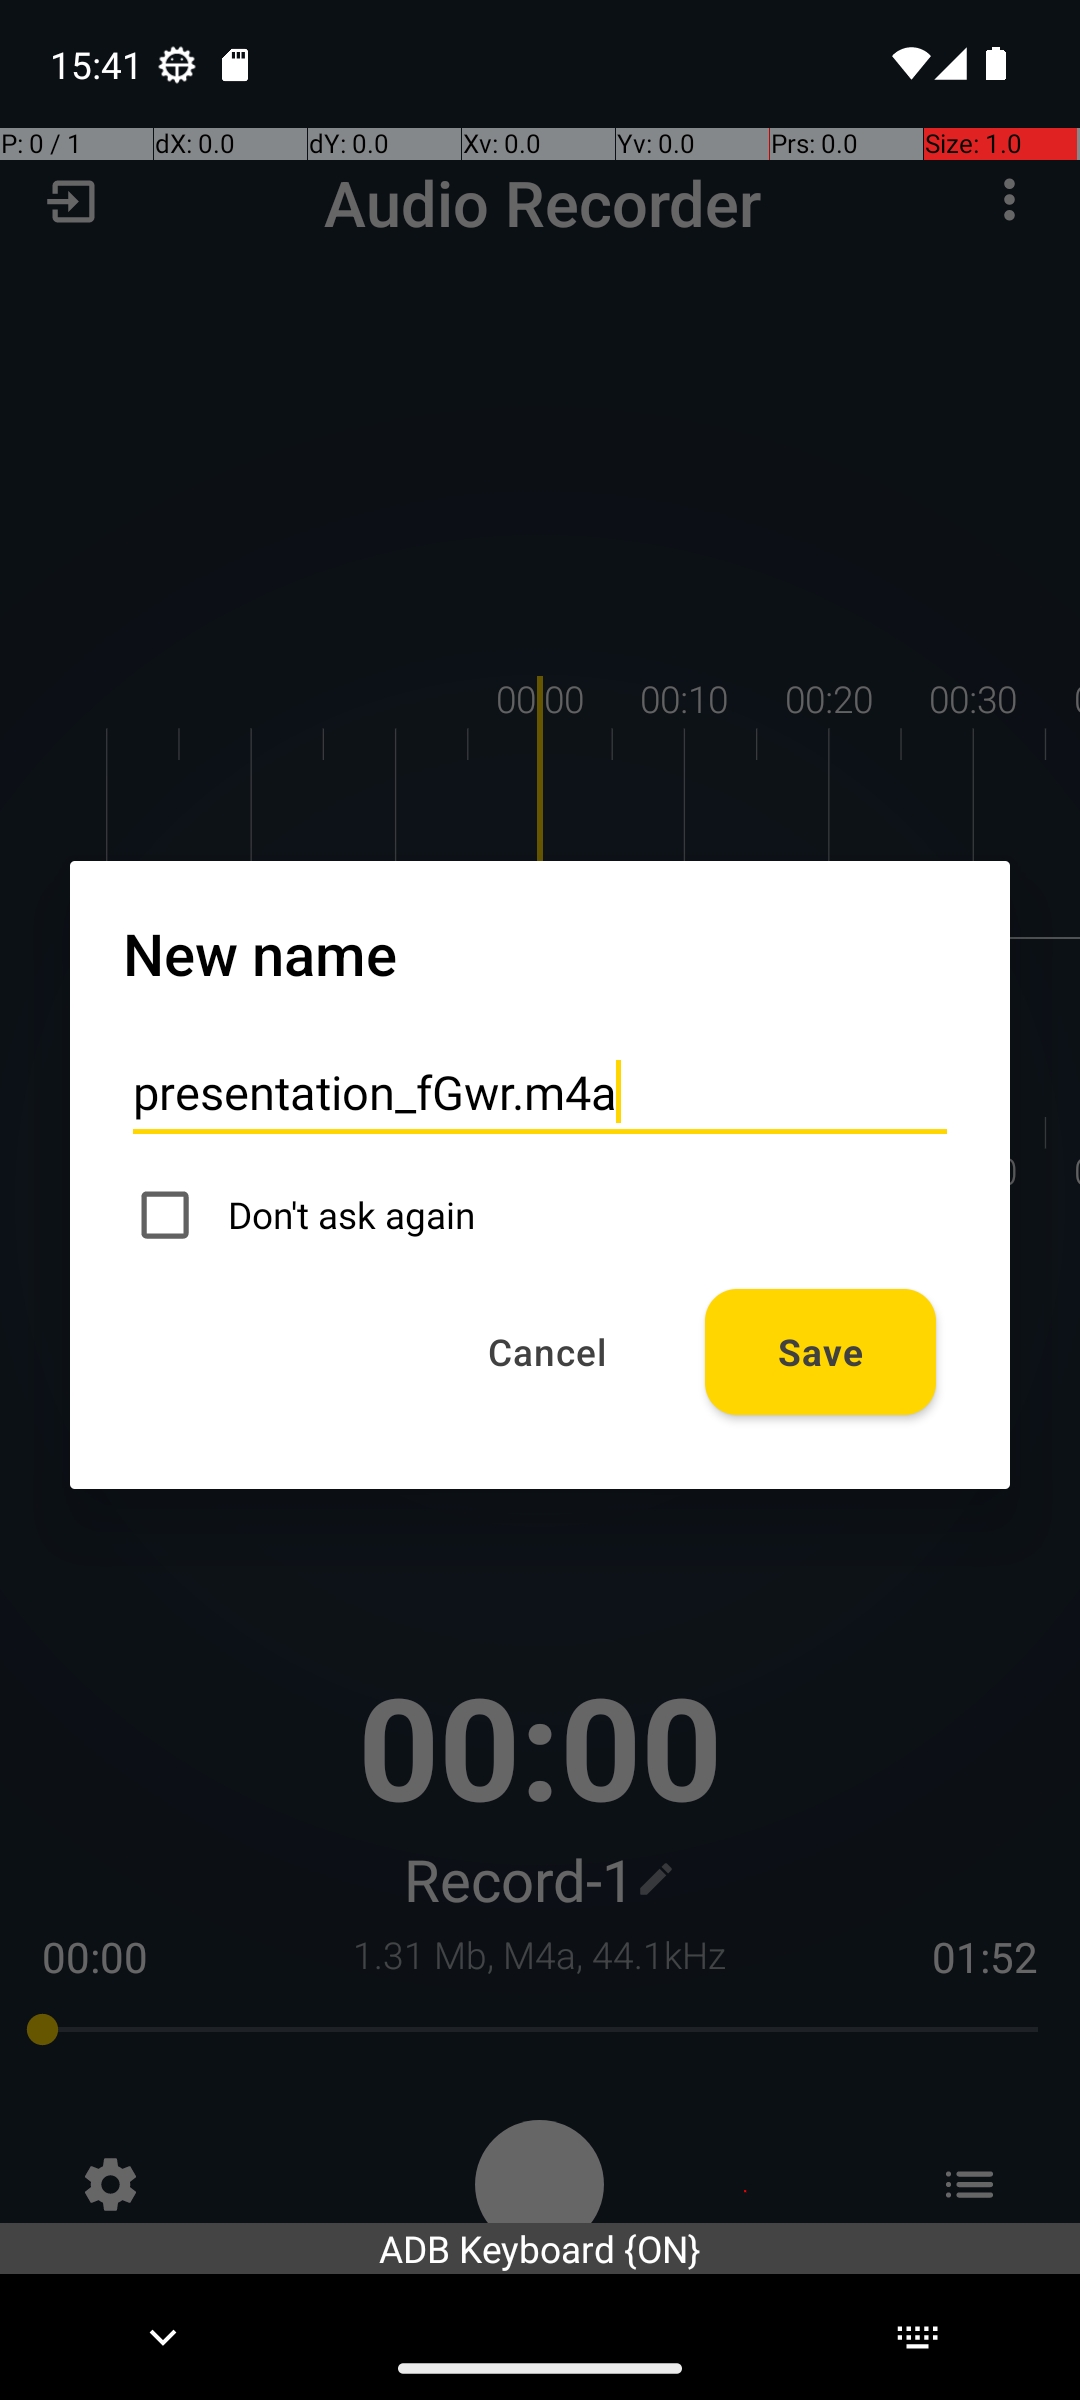 15:41
P: 0 / 1 dX: 0.0 dY: 0.0 Xv: 0.0 Yv: 0.0 Prs: 0.0 Size: 1.0
Audio Recorder
00:00 00:10 00:20 00:30
New name
presentation_fGwr.m4a
Don't ask again
Cancel Save
00:00
Record-1
00:00 1.31 Mb, M4a, 44.1kHz 01:52
ADB Keyboard {ON}